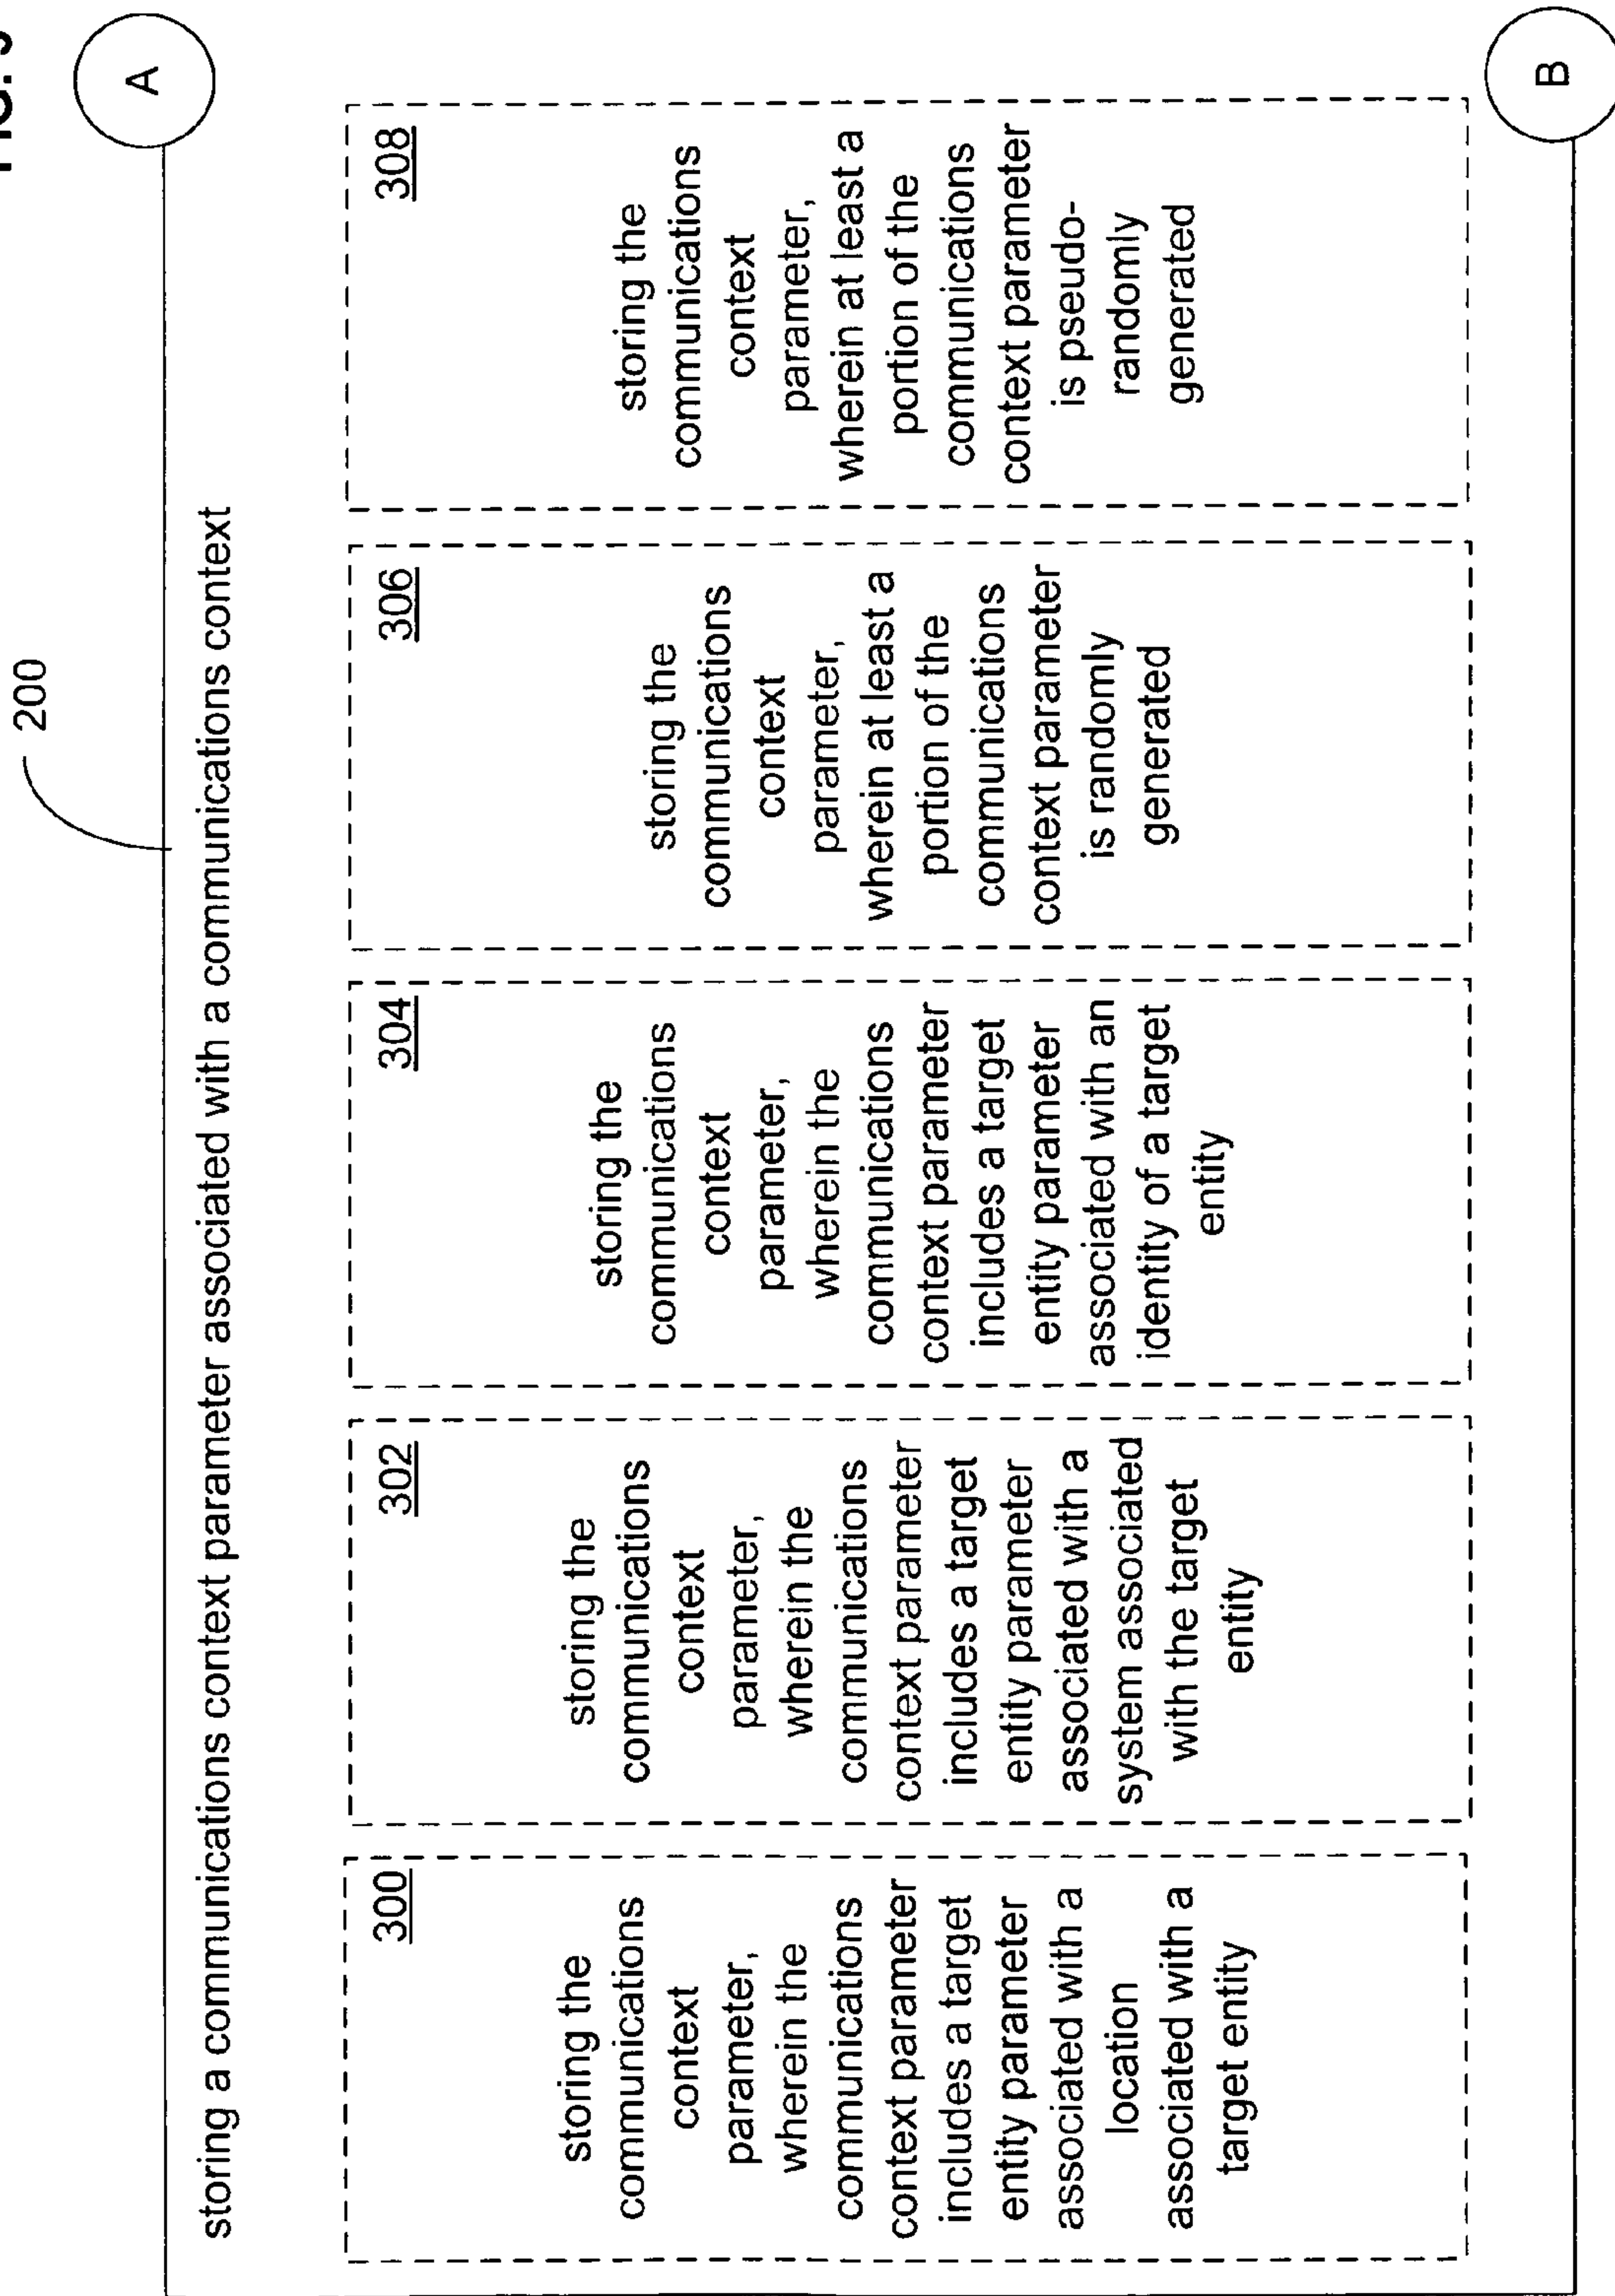 FIG.
200
A
storing a communications context parameter associated with a communications context
300
storing the
communications
context
parameter,
wherein the
communications
context parameter
includes a target
entity parameter
associated with a
location
associated with a
target entity
302
storing the
communications
context
parameter,
wherein the
communications
context parameter
includes a target
entity parameter
associated with a
system associated
with the target
entity
304
storing the
communications
context
parameter,
wherein the
communications
context parameter
includes a target
entity parameter
associated with an
identity of a target
entity
306
storing the
communications
context
parameter,
wherein at least a
portion of the
communications
context parameter
is randomly
generated
308
storing the
communications
context
parameter,
wherein at least a
portion of the
communications
context parameter
is pseudo-
randomly
generated
B